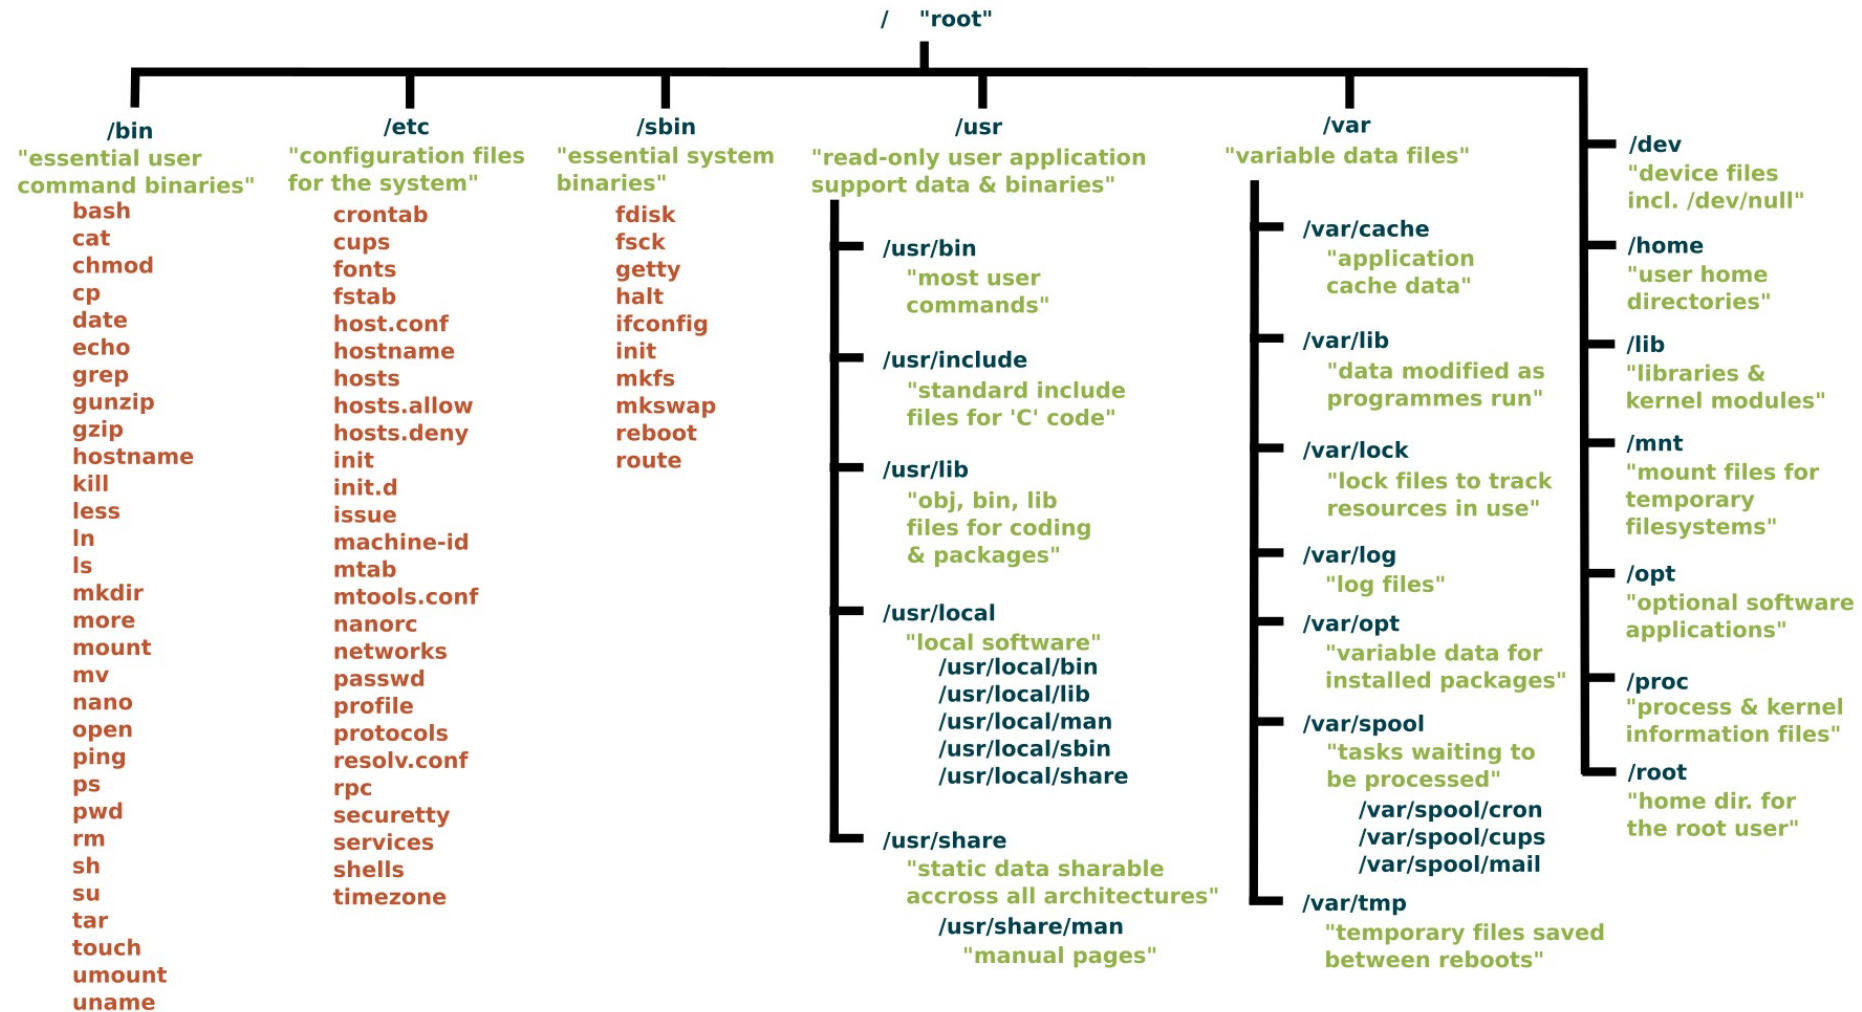 / "root"
/bin
"essential user
command binaries"
bash
cat
chmod
cp
date
echo
grep
gunzip
gzip
hostname
kill
less
ln
ls
mkdir
more
mount
mv
nano
open
ping
ps
pwd
rm
sh
su
tar
touch
umount
uname
/etc
"configuration files
for the system"
crontab
cups
fonts
fstab
host.conf
hostname
hosts
hosts.allow
hosts.deny
init
init.d
issue
machine-id
mtab
mtools.conf
nanorc
networks
passwd
profile
protocols
resolv.conf
rpc
securetty
services
shells
timezone
/sbin
"essential system
binaries"
fdisk
fsck
getty
halt
ifconfig
init
mkfs
mkswap
reboot
route
/usr
"read-only user application
support data & binaries"
/usr/bin
"most user
commands"
/usr/include
"standard include
files for 'C' code"
/usr/lib
"obj, bin, lib
files for coding
& packages"
/usr/local
"local software"
/usr/local/bin
/usr/local/lib
/usr/local/man
/usr/local/sbin
/usr/local/share
/usr/share
"static data sharable
accross all architectures"
/usr/share/man
"manual pages"
/var
"variable data files"
/var/cache
"application
cache data"
/var/lib
"data modified as
programmes run"
/var/lock
"lock files to track
resources in use"
/var/log
"log files"
/var/opt
"variable data for
installed packages"
/var/spool
"tasks waiting to
be processed"
/var/spool/cron
/var/spool/cups
/var/spool/mail
/var/tmp
"temporary files saved
between reboots"
/dev
"device files
incl. /dev/null"
/home
"user home
directories"
/lib
"libraries &
kernel modules"
/mnt
"mount files for
temporary
filesystems"
/opt
"optional software
applications"
/proc
"process & kernel
information files"
/root
"home dir. for
the root user"